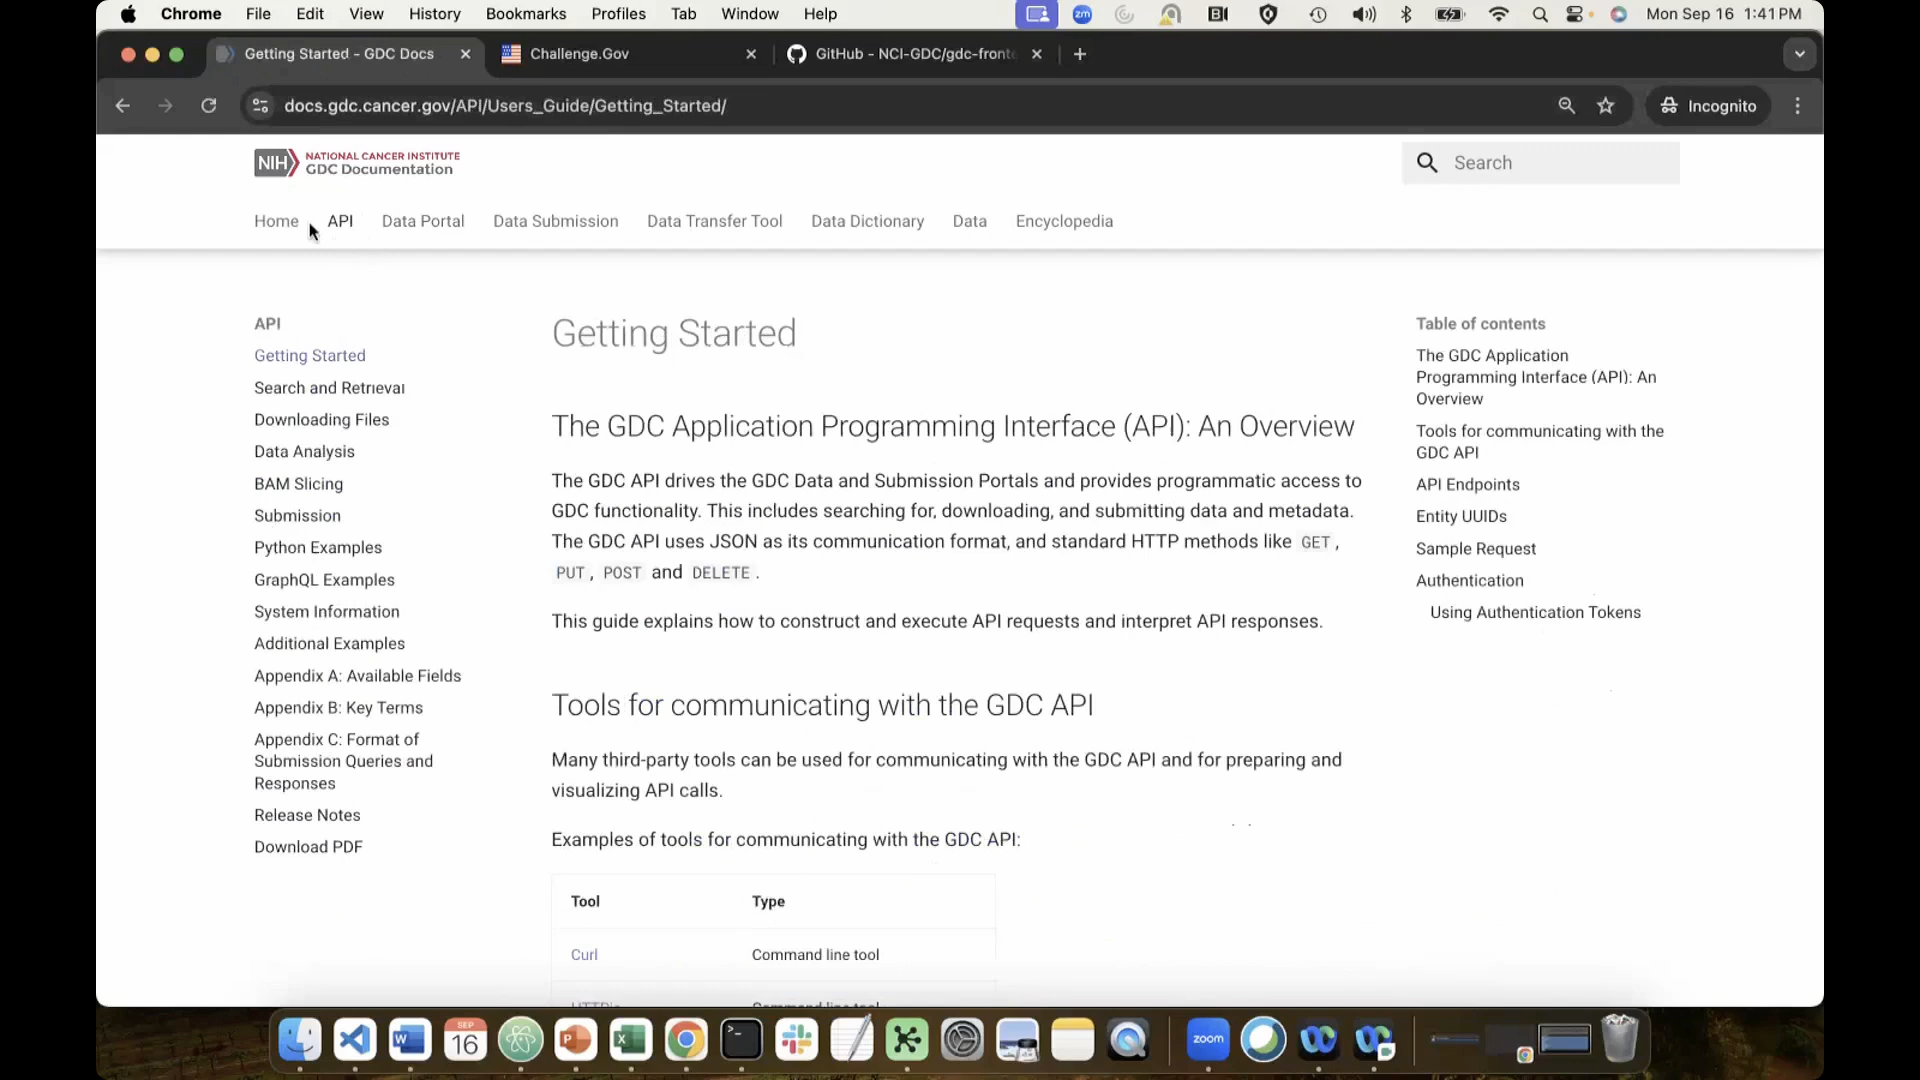 Chrome File Edit View History Bookmarks Profiles Tab Window Help zm Mon Sep 16 1:41 PM
Getting Started - GDC Docs Challenge.Gov GitHub - NCI-GDC/gdc-fronte
docs.gdc.cancer.gov/API/Users_Guide/Getting_Started/ Incognito
NIH NATIONAL CANCER INSTITUTE
GDC Documentation
Search
Home API Data Portal Data Submission Data Transfer Tool Data Dictionary Data Encyclopedia
API
Getting Started
Search and Retrieval
Downloading Files
Data Analysis
BAM Slicing
Submission
Python Examples
GraphQL Examples
System Information
Additional Examples
Appendix A: Available Fields
Appendix B: Key Terms
Appendix C: Format of
Submission Queries and
Responses
Release Notes
Download PDF
Getting Started
The GDC Application Programming Interface (API): An Overview
The GDC API drives the GDC Data and Submission Portals and provides programmatic access to
GDC functionality. This includes searching for, downloading, and submitting data and metadata.
The GDC API uses JSON as its communication format, and standard HTTP methods like GET,
PUT, POST and DELETE.
This guide explains how to construct and execute API requests and interpret API responses.
Tools for communicating with the GDC API
Many third-party tools can be used for communicating with the GDC API and for preparing and
visualizing API calls.
Examples of tools for communicating with the GDC API:
Tool Type
Curl Command line tool
Table of contents
The GDC Application
Programming Interface (API): An
Overview
Tools for communicating with the
GDC API
API Endpoints
Entity UUIDs
Sample Request
Authentication
Using Authentication Tokens
SEP
16
zoom